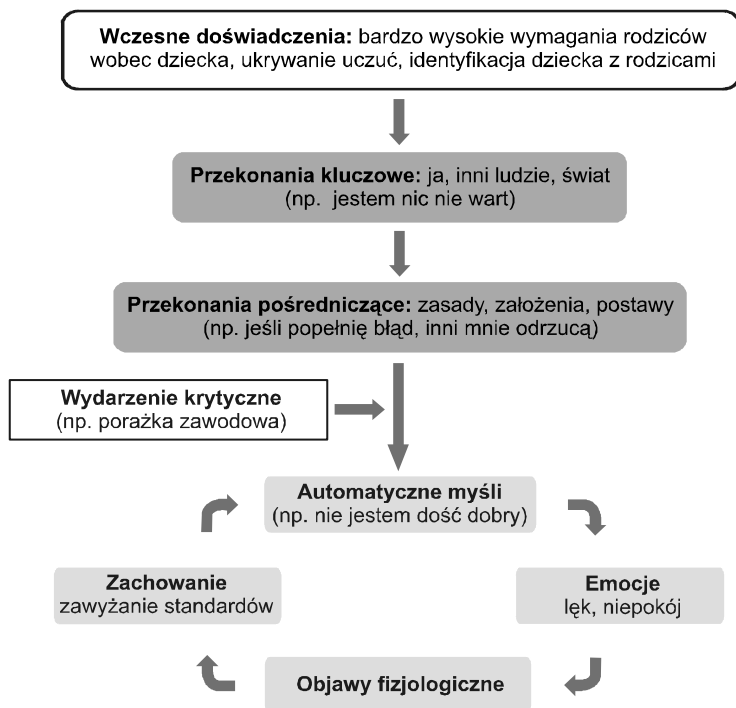 Wczesne doświadczenia: bardzo wysokie wymagania rodziców
wobec dziecka, ukrywanie uczuć, identyfikacja dziecka z rodzicami
Przekonania kluczowe: ja, inni ludzie, świat
(np. jestem nic nie wart)
Przekonania pośredniczące: zasady, założenia, postawy
(np. jeśli popełnię błąd, inni mnie odrzucą)
Wydarzenie krytyczne
(np. porażka zawodowa)
Automatyczne myśli
(np. nie jestem dość dobry)
Zachowanie
zawyżanie standardów
Emocje
lęk, niepokój
Objawy fizjologiczne